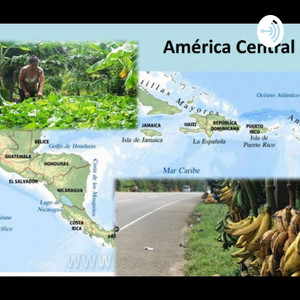 América Central
Antillas Mayores
Océano Atlántico
JAMAICA
HAITÍ
REPÚBLICA
DOMINICANA
PUERTO
RICO
Isla de Jamaica
La Española
Isla de
Puerto Rico
BELICE
Golfo de Honduras
GUATEMALA
HONDURAS
Mar Caribe
EL SALVADOR
NICARAGUA
Costa de los Mosquitos
Lago de
Nicaragua
COSTA
RICA
www.